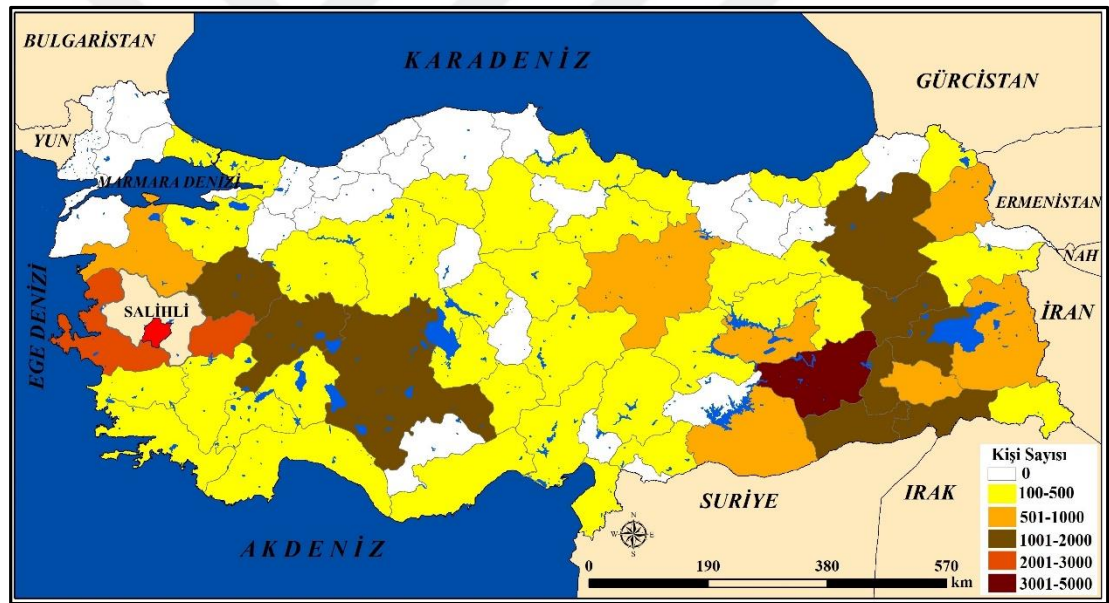 BULGARİSTAN
KARADENİZ
GÜRCİSTAN
YUN
MARMARA DENİZİ
ERMENİSTAN
NAH
EGE DENİZİ
SALİHLİ
İRAN
SURİYE
IRAK
AKDENİZ
N
W E
S
0 190 380 570
km
Kişi Sayısı
0
100-500
501-1000
1001-2000
2001-3000
3001-5000